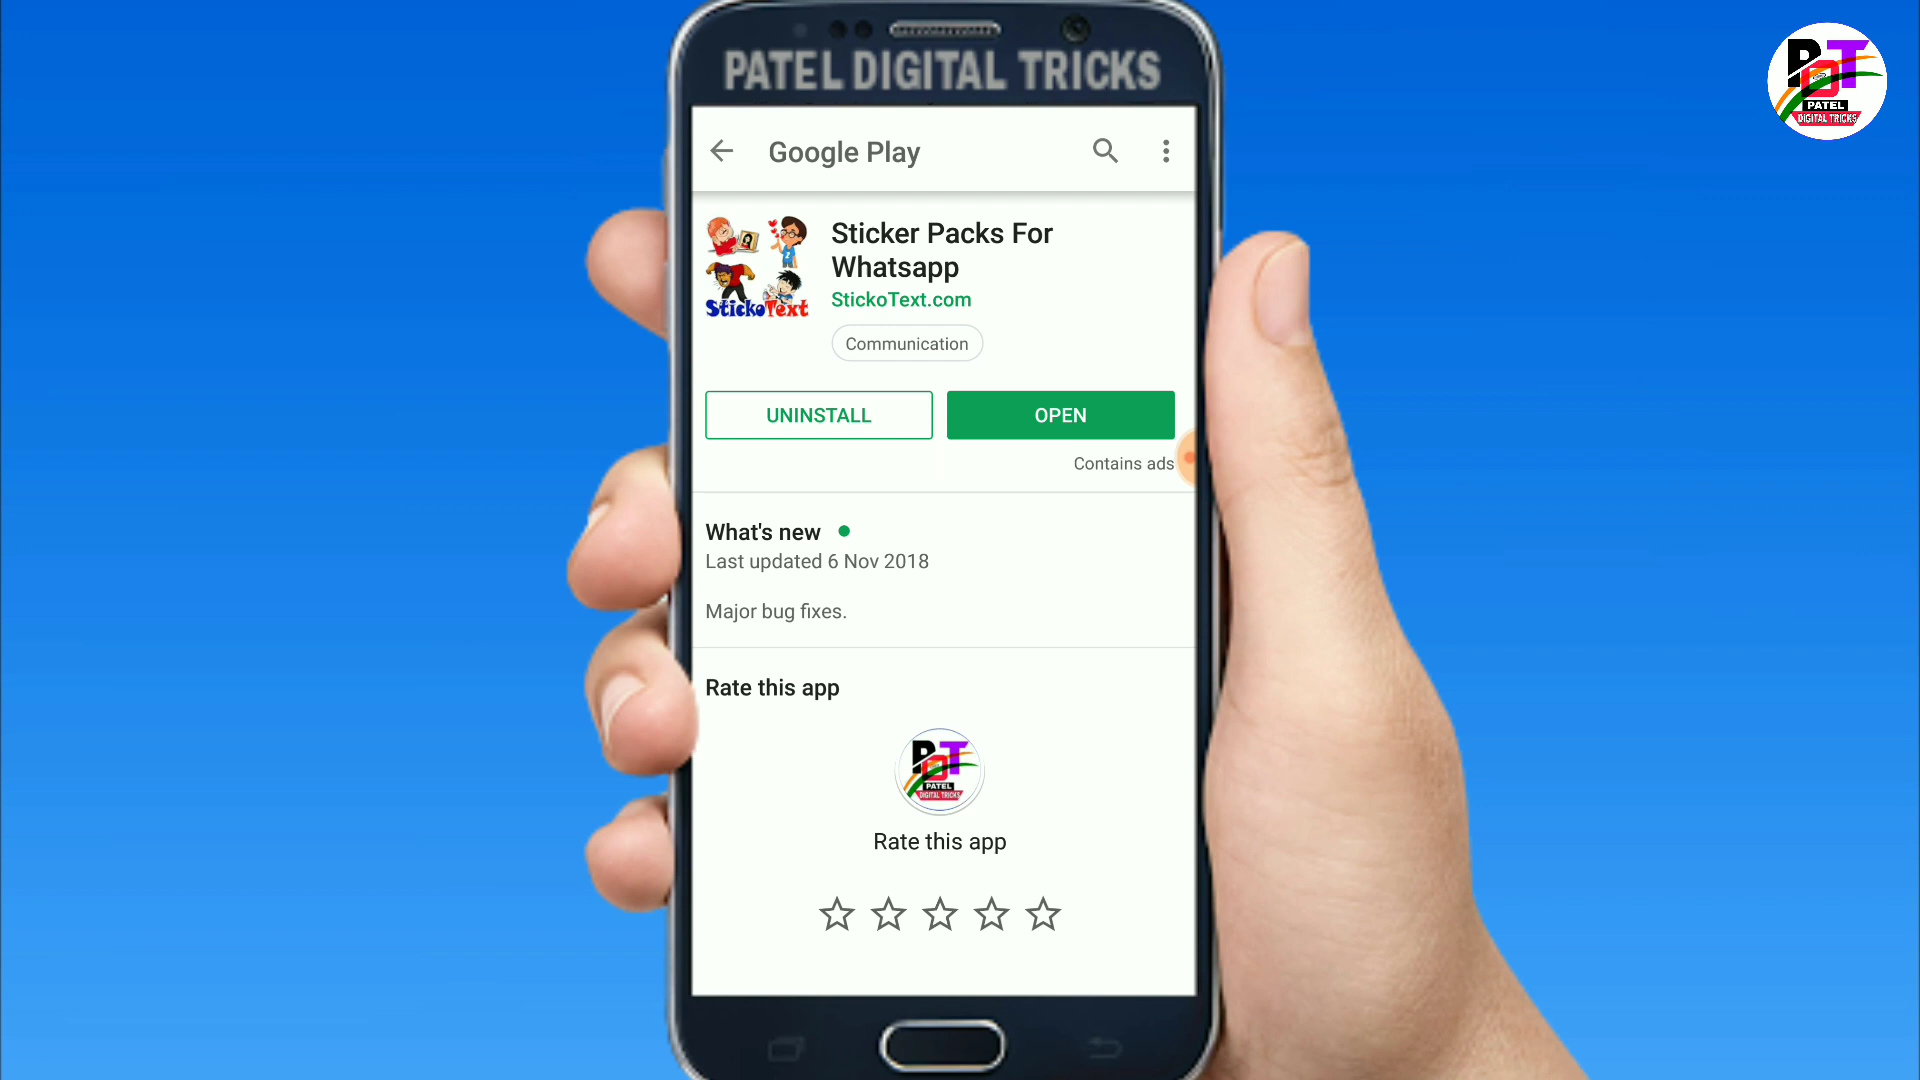 PATEL DIGITAL TRICKS
PDT
PATEL
DIGITAL TRICKS
Google Play
Sticker Packs For
Whatsapp
StickoText.com
StickoText
Communication
UNINSTALL
OPEN
Contains ads
What's new
Last updated 6 Nov 2018
Major bug fixes.
Rate this app
PDT
PATEL
DIGITAL TRICKS
Rate this app